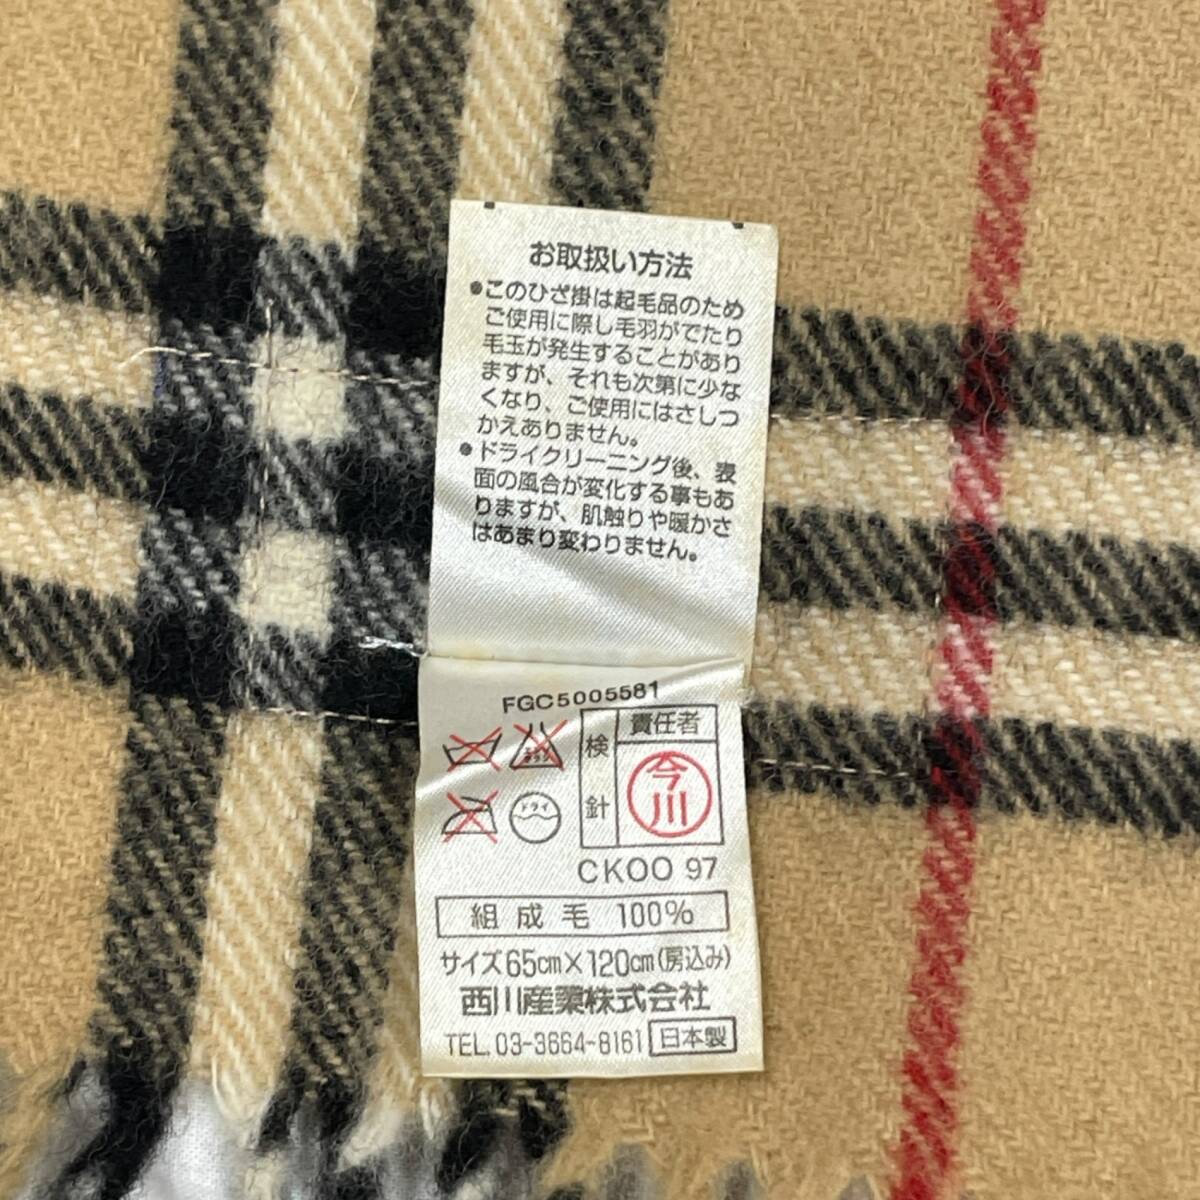 お取扱い方法
●このひざ掛は起毛品のため
ご使用に際し毛羽がでたり
毛玉が発生することがあり
ますが、それも次第に少な
くなり、ご使用にはさしつ
かえありません。
●ドライクリーニング後、表
面の風合が変化する事もあ
りますが、肌触りや暖かさ
はあまり変わりません。
FGC5005581
検針
責任者
今川
ドライ
CKOO 97
組成毛 100%
サイズ65cm×120cm(房込み)
西川産業株式会社
TEL.03-3664-8161 日本製